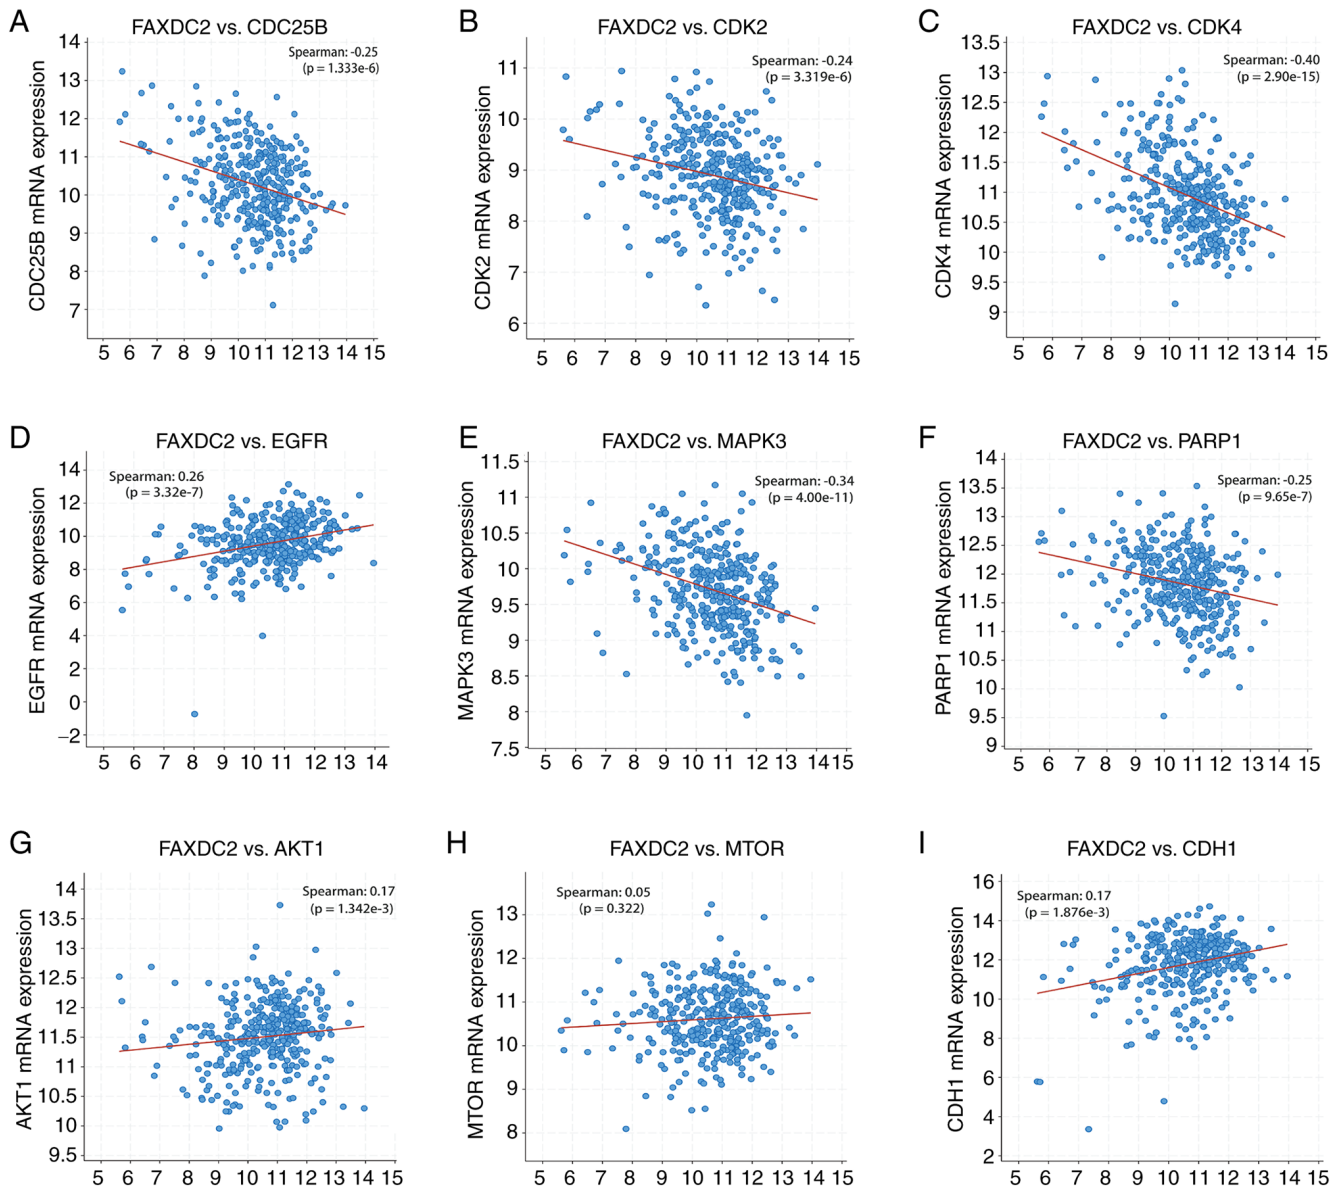 A
FAXDC2 vs. CDC25B
Spearman: -0.25
(p = 1.333e-6)
CDC25B mRNA expression
14
13
12
11
10
9
8
7
5 6 7 8 9 10 11 12 13 14 15
B
FAXDC2 vs. CDK2
Spearman: -0.24
(p = 3.319e-6)
CDK2 mRNA expression
11
10
9
8
7
6
5 6 7 8 9 10 11 12 13 14 15
C
FAXDC2 vs. CDK4
Spearman: -0.40
(p = 2.90e-15)
CDK4 mRNA expression
13.5
13
12.5
12
11.5
11
10.5
10
9.5
9
5 6 7 8 9 10 11 12 13 14 15
D
FAXDC2 vs. EGFR
Spearman: 0.26
(p = 3.32e-7)
EGFR mRNA expression
14
12
10
8
6
4
2
0
−2
5 6 7 8 9 10 11 12 13 14
E
FAXDC2 vs. MAPK3
Spearman: -0.34
(p = 4.00e-11)
MAPK3 mRNA expression
11.5
11
10.5
10
9.5
9
8.5
8
7.5
5 6 7 8 9 10 11 12 13 14 15
F
FAXDC2 vs. PARP1
Spearman: -0.25
(p = 9.65e-7)
PARP1 mRNA expression
14
13.5
13
12.5
12
11.5
11
10.5
10
9.5
9
5 6 7 8 9 10 11 12 13 14 15
G
FAXDC2 vs. AKT1
Spearman: 0.17
(p = 1.342e-3)
AKT1 mRNA expression
14
13.5
13
12.5
12
11.5
11
10.5
10
9.5
5 6 7 8 9 10 11 12 13 14 15
H
FAXDC2 vs. MTOR
Spearman: 0.05
(p = 0.322)
MTOR mRNA expression
13
12
11
10
9
8
5 6 7 8 9 10 11 12 13 14 15
I
FAXDC2 vs. CDH1
Spearman: 0.17
(p = 1.876e-3)
CDH1 mRNA expression
16
14
12
10
8
6
4
2
5 6 7 8 9 10 11 12 13 14 15